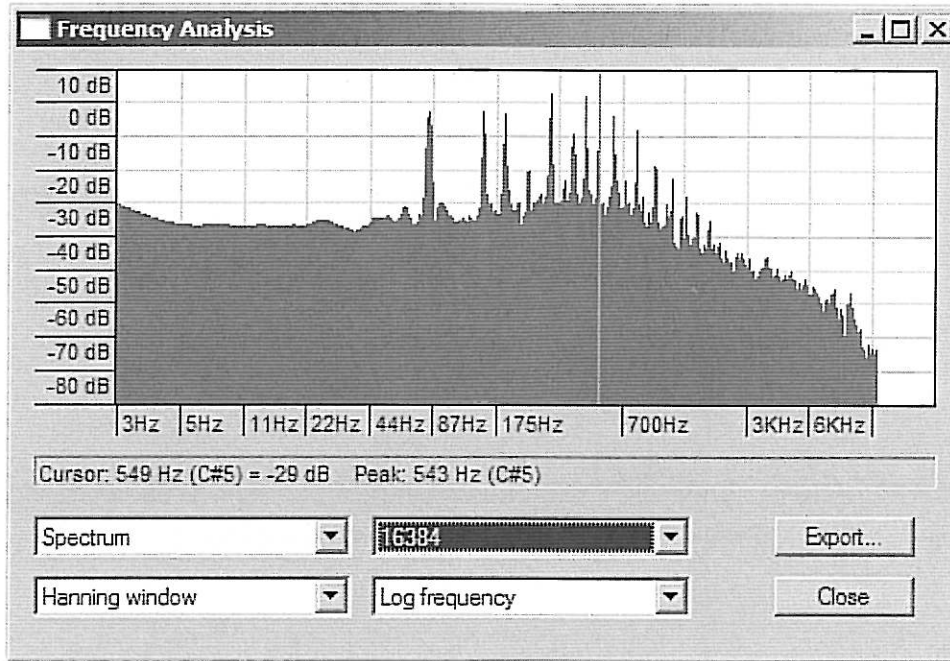 Frequency Analysis
10 dB
0 dB
-10 dB
-20 dB
-30 dB
-40 dB
-50 dB
-60 dB
-70 dB
-80 dB
3Hz 5Hz 11Hz 22Hz 44Hz 87Hz 175Hz 700Hz 3KHz 6KHz
Cursor: 549 Hz (C#5) = -29 dB Peak: 543 Hz (C#5)
Spectrum 16384 Export...
Hanning window Log frequency Close